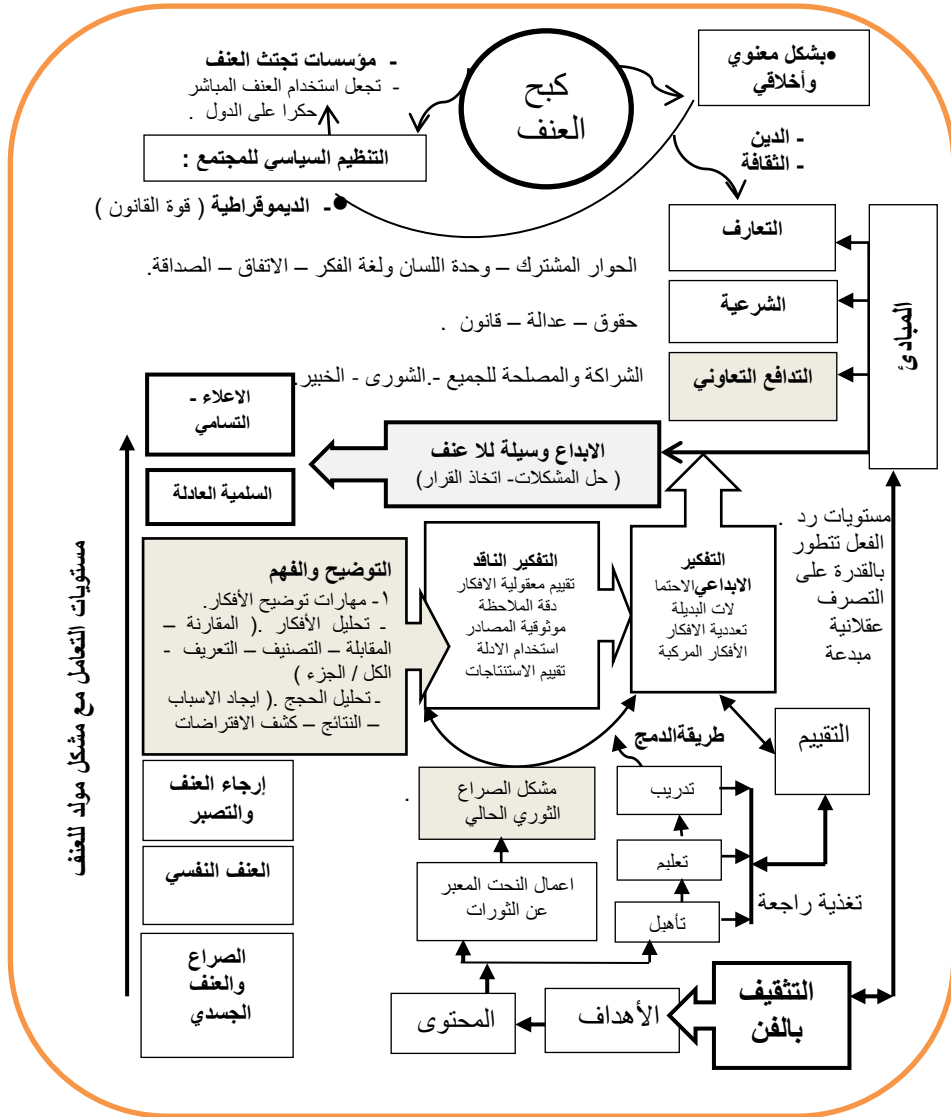 كبح
العنف
•بشكل معنوي
وأخلاقي
- مؤسسات تجتث العنف
- تجعل استخدام العنف المباشر
حكرا على الدول .
التنظيم السياسي للمجتمع :
- الديموقراطية ( قوة القانون )
- الدين
- الثقافة
المبادئ
التعارف
الحوار المشترك – وحدة اللسان ولغة الفكر – الاتفاق – الصداقة.
الشرعية
حقوق – عدالة – قانون .
التدافع التعاوني
الشراكة والمصلحة للجميع -.الشورى - الخبير.
الابداع وسيلة للا عنف
( حل المشكلات- اتخاذ القرار)
مستويات التعامل مع مشكل مولد للعنف
الاعلاء -
التسامي
السلمية العادلة
التوضيح والفهم
١- مهارات توضيح الأفكار.
- تحليل الأفكار .( المقارنة –
المقابلة – التصنيف – التعريف -
الكل / الجزء )
- تحليل الحجج .( ايجاد الاسباب
– النتائج – كشف الافتراضات
إرجاء العنف
والتصبر
العنف النفسي
الصراع
والعنف
الجسدي
التفكير الناقد
تقييم معقولية الافكار
دقة الملاحظة
موثوقية المصادر
استخدام الادلة
تقييم الاستنتاجات
التفكير
الابداعيالاحتما
لات البديلة
تعددية الافكار
الأفكار المركبة
مستويات رد .
الفعل تتطور
بالقدرة على
التصرف
عقلانية
مبدعة
التقييم
طريقةالدمج
تدريب
تعليم
تأهيل
تغذية راجعة
مشكل الصراع
الثوري الحالي
.
اعمال النحت المعبر
عن الثورات
التثقيف
بالفن
الأهداف
المحتوى